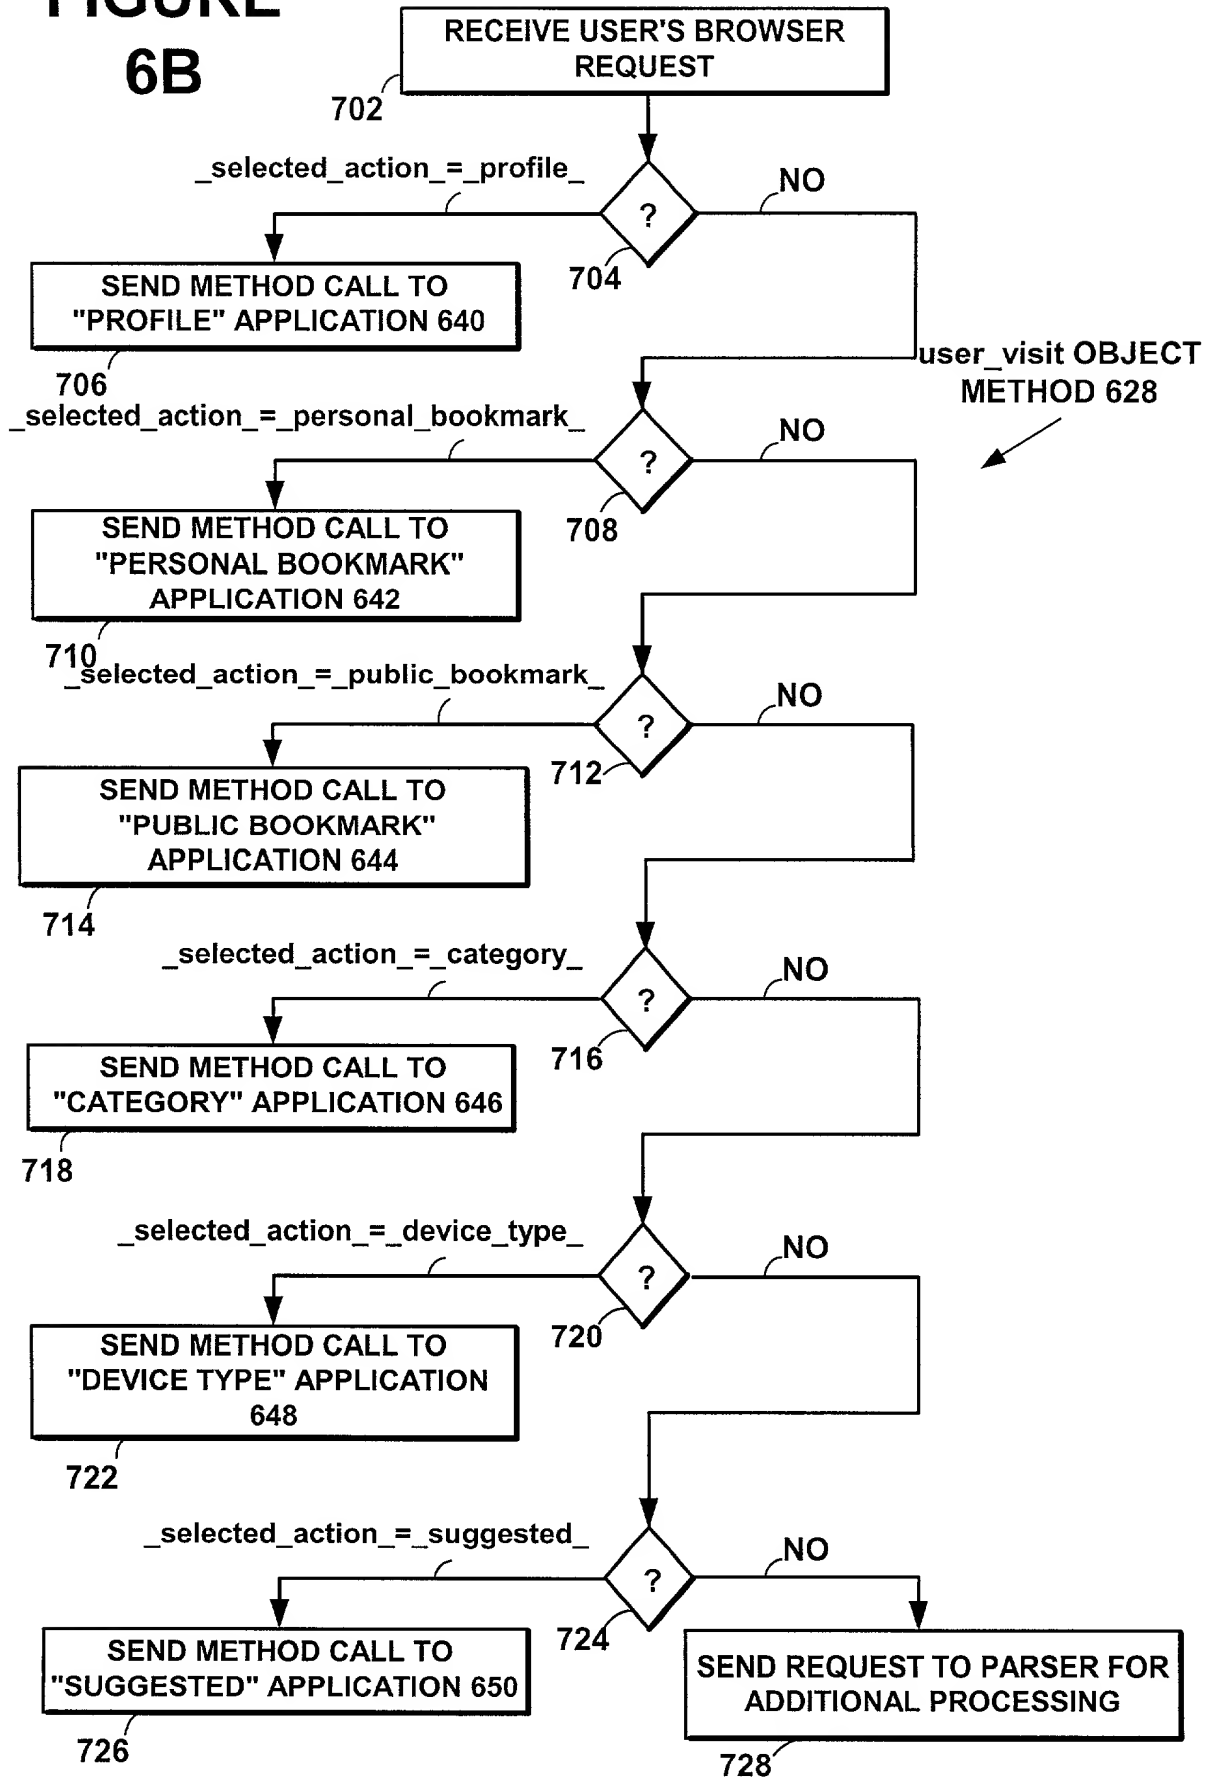 FIGURE
6B
RECEIVE USER'S BROWSER
REQUEST
702
_selected_action_=_profile_
NO
?
704
SEND METHOD CALL TO
"PROFILE" APPLICATION 640
706
user_visit OBJECT
METHOD 628
_selected_action_=_personal_bookmark_
NO
?
708
SEND METHOD CALL TO
"PERSONAL BOOKMARK"
APPLICATION 642
710
_selected_action_=_public_bookmark_
NO
?
712
SEND METHOD CALL TO
"PUBLIC BOOKMARK"
APPLICATION 644
714
_selected_action_=_category_
NO
?
716
SEND METHOD CALL TO
"CATEGORY" APPLICATION 646
718
_selected_action_=_device_type_
NO
?
720
SEND METHOD CALL TO
"DEVICE TYPE" APPLICATION
648
722
_selected_action_=_suggested_
NO
?
724
SEND METHOD CALL TO
"SUGGESTED" APPLICATION 650
726
SEND REQUEST TO PARSER FOR
ADDITIONAL PROCESSING
728